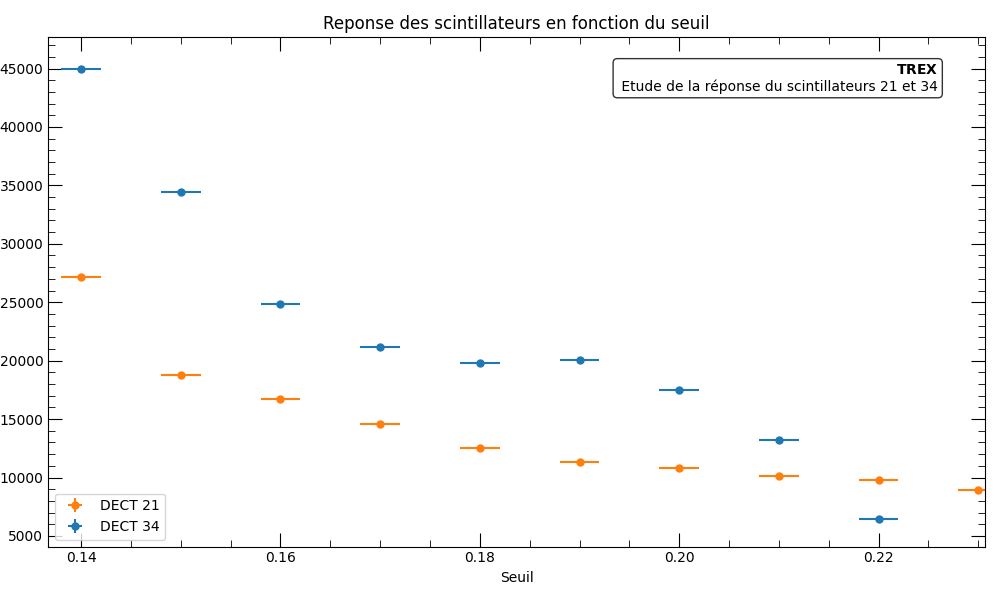 Reponse des scintillateurs en fonction du seuil
TREX
Etude de la réponse du scintillateurs 21 et 34
45000
40000
35000
30000
25000
20000
15000
10000
5000
DECT 21
DECT 34
0.14 0.16 0.18 0.20 0.22
Seuil